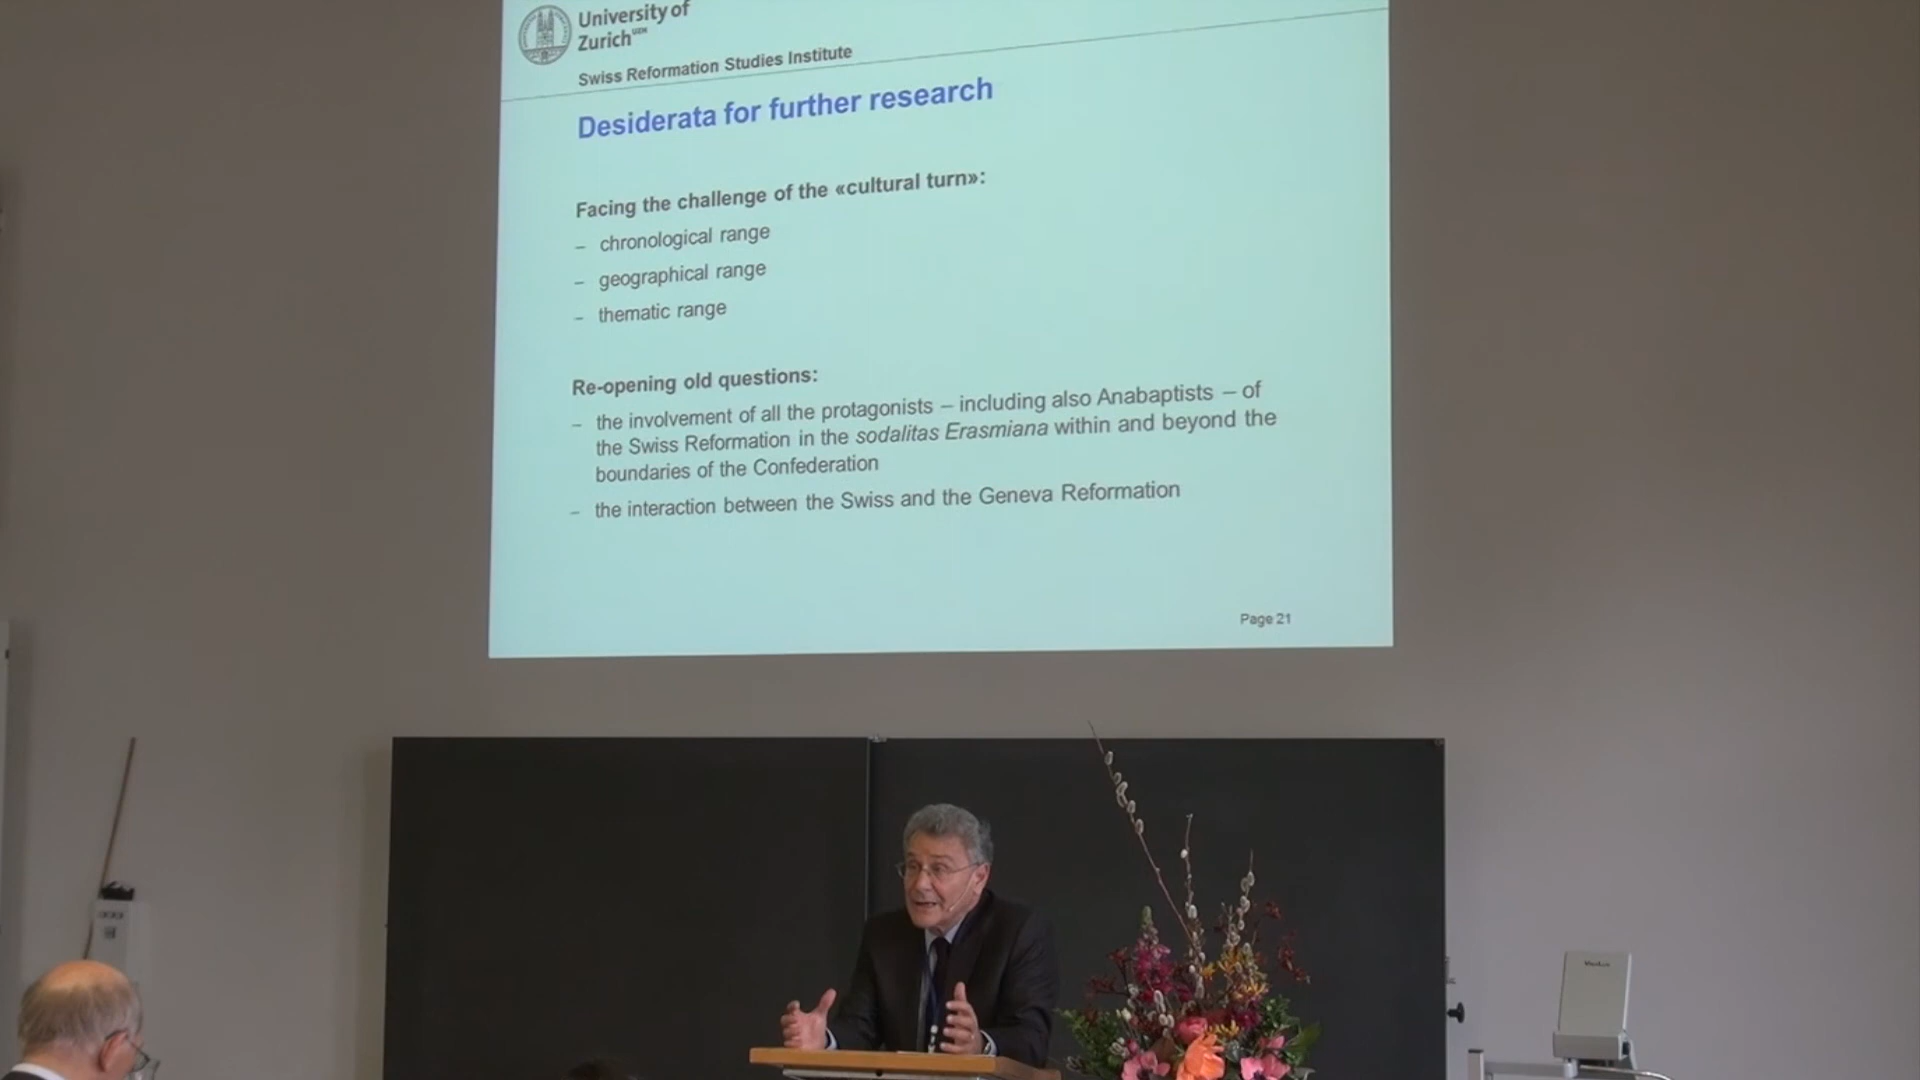 University of
Zurich UZH
Swiss Reformation Studies Institute
Desiderata for further research
Facing the challenge of the «cultural turn»:
– chronological range
– geographical range
– thematic range
Re-opening old questions:
– the involvement of all the protagonists – including also Anabaptists – of
the Swiss Reformation in the sodalitas Erasmiana within and beyond the
boundaries of the Confederation
– the interaction between the Swiss and the Geneva Reformation
Page 21